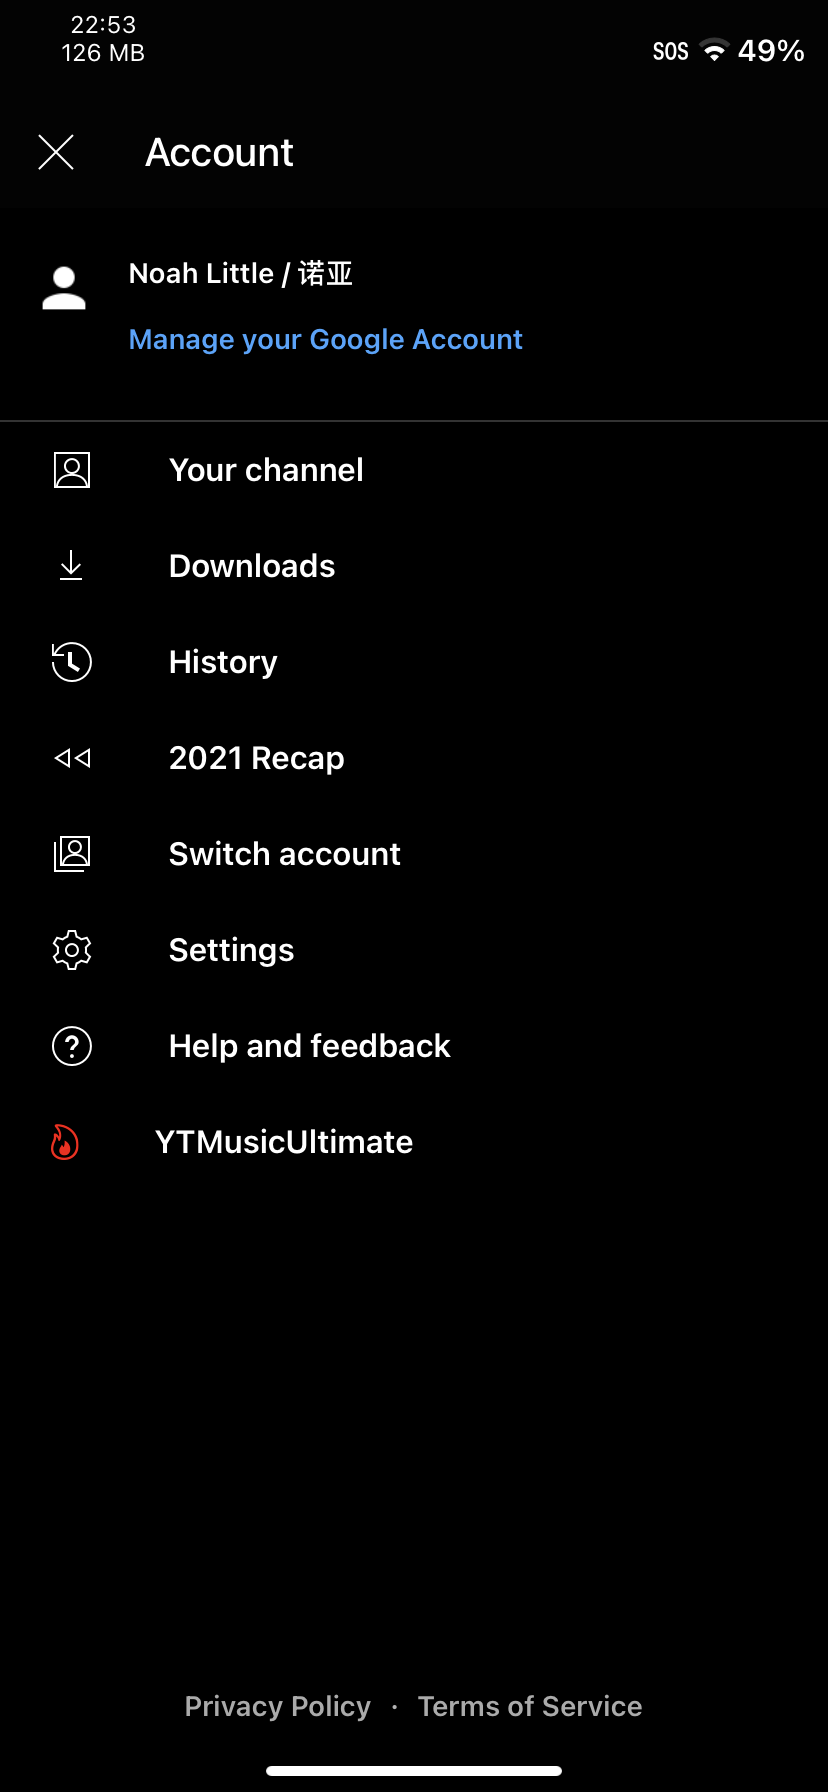 22:53
126 MB
SOS 49%
Account
Noah Little / 诺亚
Manage your Google Account
Your channel
Downloads
History
2021 Recap
Switch account
Settings
Help and feedback
YTMusicUltimate
Privacy Policy · Terms of Service